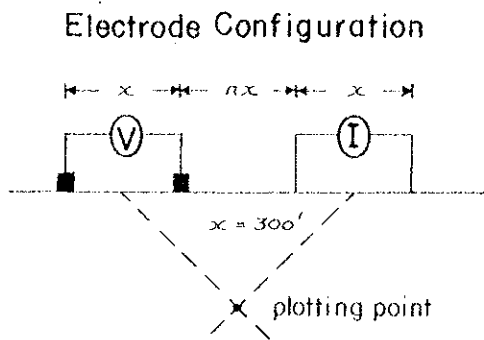 Electrode Configuration
x nx x
V I
x = 300'
plotting point